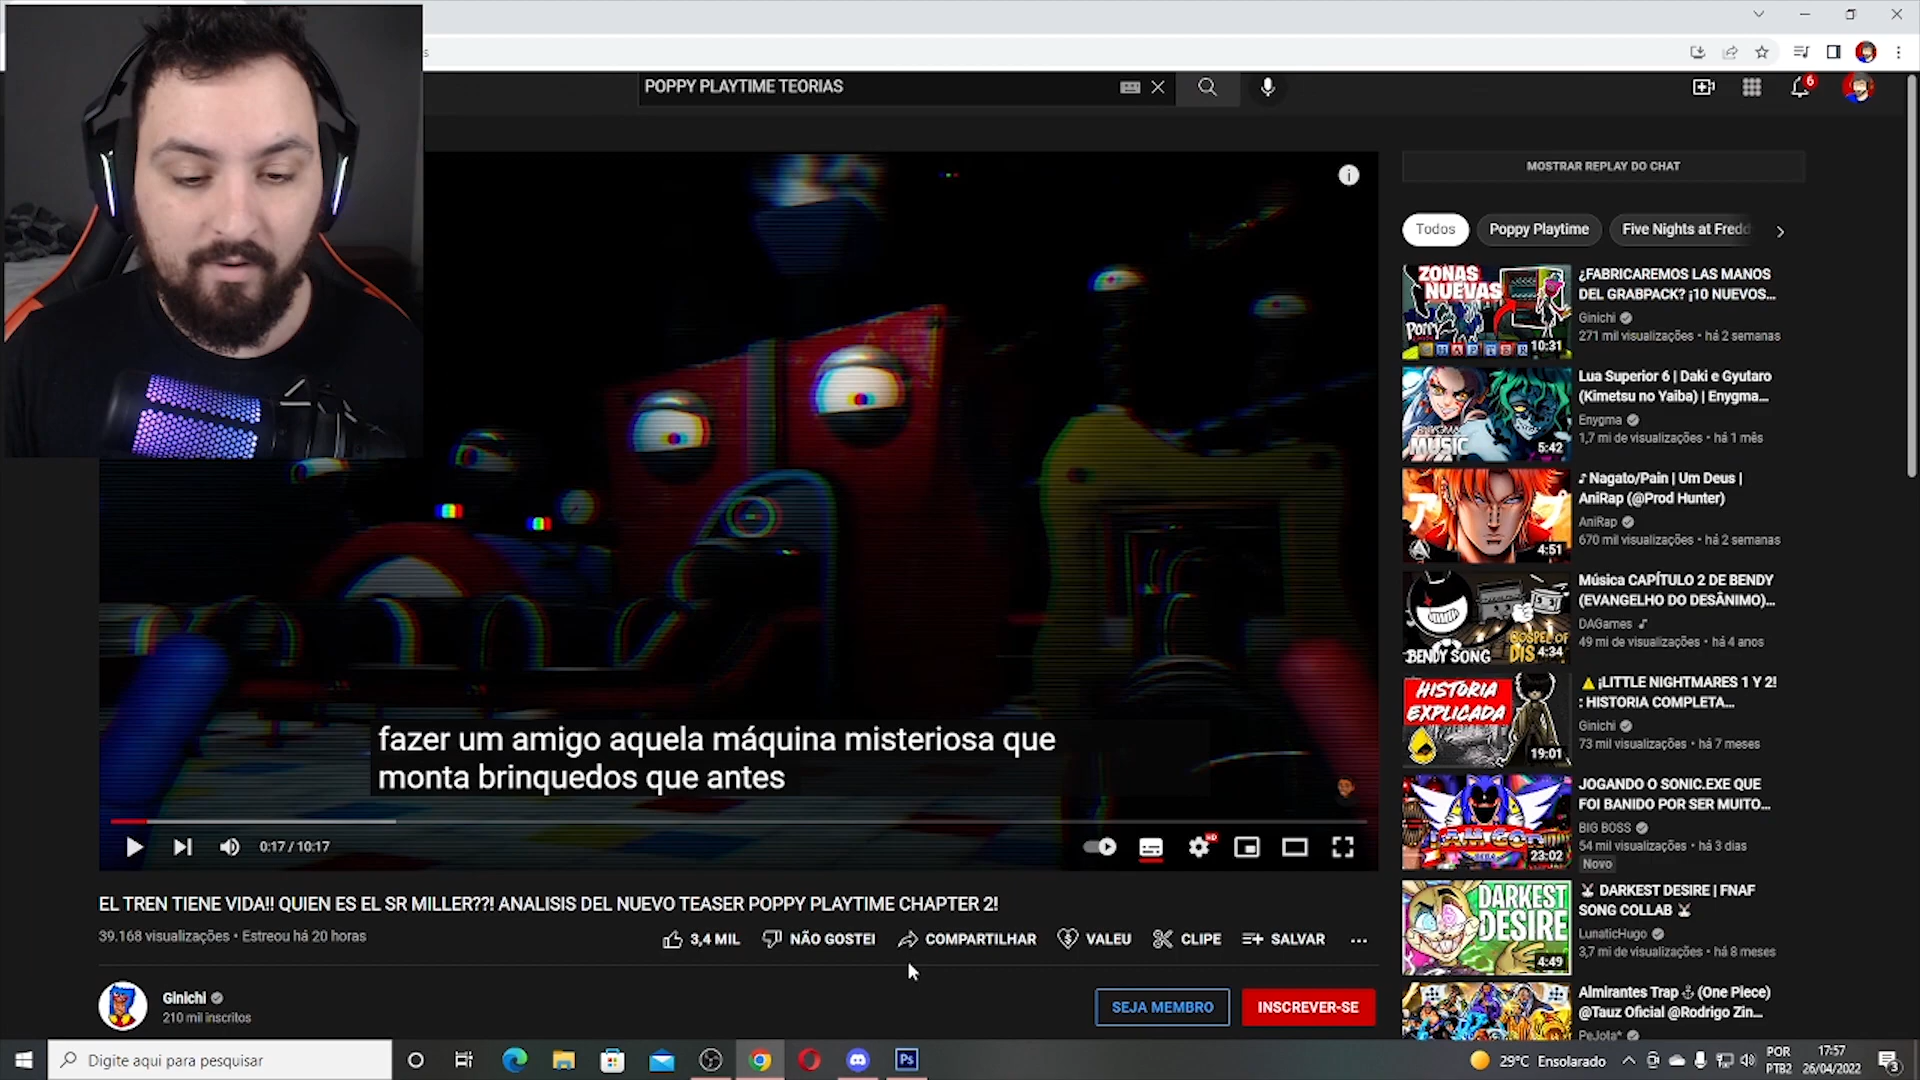 s
POPPY PLAYTIME TEORIAS
6
MOSTRAR REPLAY DO CHAT
Todos
Poppy Playtime
Five Nights at Fredd
ZONAS
NUEVAS
10:31
¿FABRICAREMOS LAS MANOS
DEL GRABPACK? ¡10 NUEVOS...
Ginichi
271 mil visualizações • há 2 semanas
MUSIC
5:42
Lua Superior 6 | Daki e Gyutaro
(Kimetsu no Yaiba) | Enygma...
Enygma
1,7 mi de visualizações • há 1 mês
4:51
♪ Nagato/Pain | Um Deus |
AniRap (@Prod Hunter)
AniRap
670 mil visualizações • há 2 semanas
GOSPEL OF
DIS
BENDY SONG
4:34
Música CAPÍTULO 2 DE BENDY
(EVANGELHO DO DESÂNIMO)...
DAGames ♪
49 mi de visualizações • há 4 anos
HISTORIA
EXPLICADA
19:01
¡LITTLE NIGHTMARES 1 Y 2!
: HISTORIA COMPLETA...
Ginichi
73 mil visualizações • há 7 meses
I AM GOD
23:02
JOGANDO O SONIC.EXE QUE
FOI BANIDO POR SER MUITO...
BIG BOSS
54 mil visualizações • há 3 dias
Novo
DARKEST
DESIRE
4:49
DARKEST DESIRE | FNAF
SONG COLLAB
LunaticHugo
3,7 mi de visualizações • há 8 meses
Almirantes Trap ⚓ (One Piece)
@Tauz Oficial @Rodrigo Zin...
PeJota*
fazer um amigo aquela máquina misteriosa que
monta brinquedos que antes
0:17 / 10:17
HD
EL TREN TIENE VIDA!! QUIEN ES EL SR MILLER??! ANALISIS DEL NUEVO TEASER POPPY PLAYTIME CHAPTER 2!
39.168 visualizações • Estreou há 20 horas
3,4 MIL
NÃO GOSTEI
COMPARTILHAR
VALEU
CLIPE
SALVAR
...
Ginichi
210 mil inscritos
SEJA MEMBRO
INSCREVER-SE
Digite aqui para pesquisar
Ps
29°C Ensolarado
POR
PTB2
17:57
26/04/2022
3